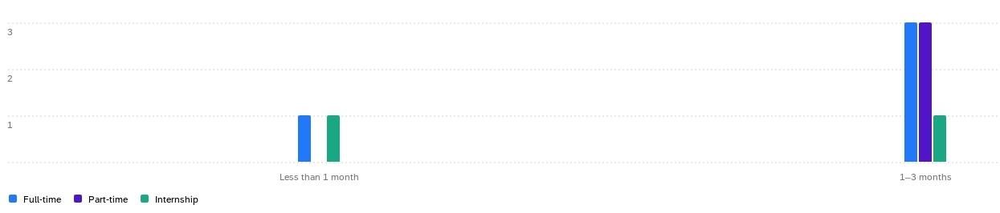 3
2
1
Less than 1 month
1–3 months
Full-time
Part-time
Internship